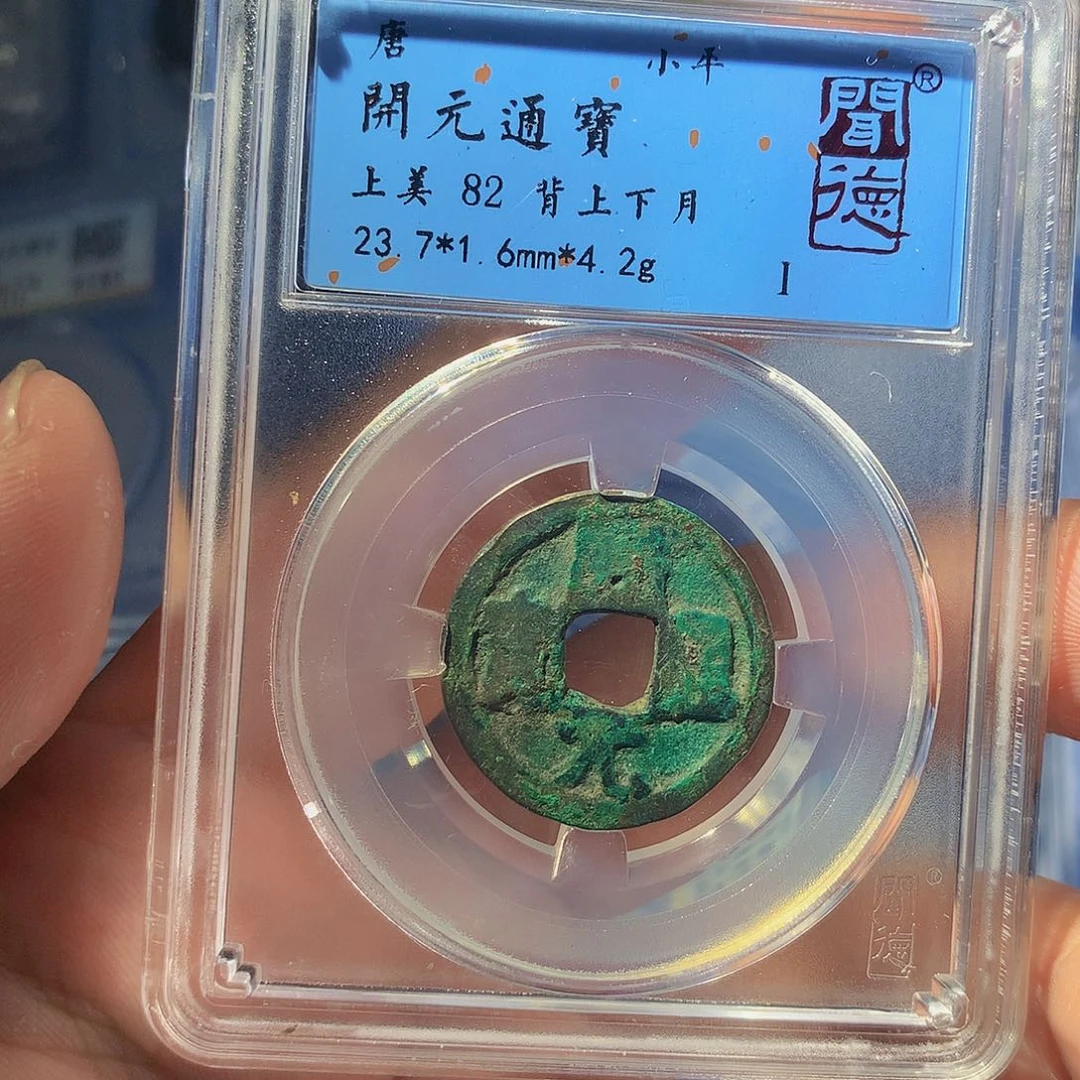 唐 小平
開元通寶
上美 82 背上下月
23.7*1.6mm*4.2g
I
聞德®
元
聞德®